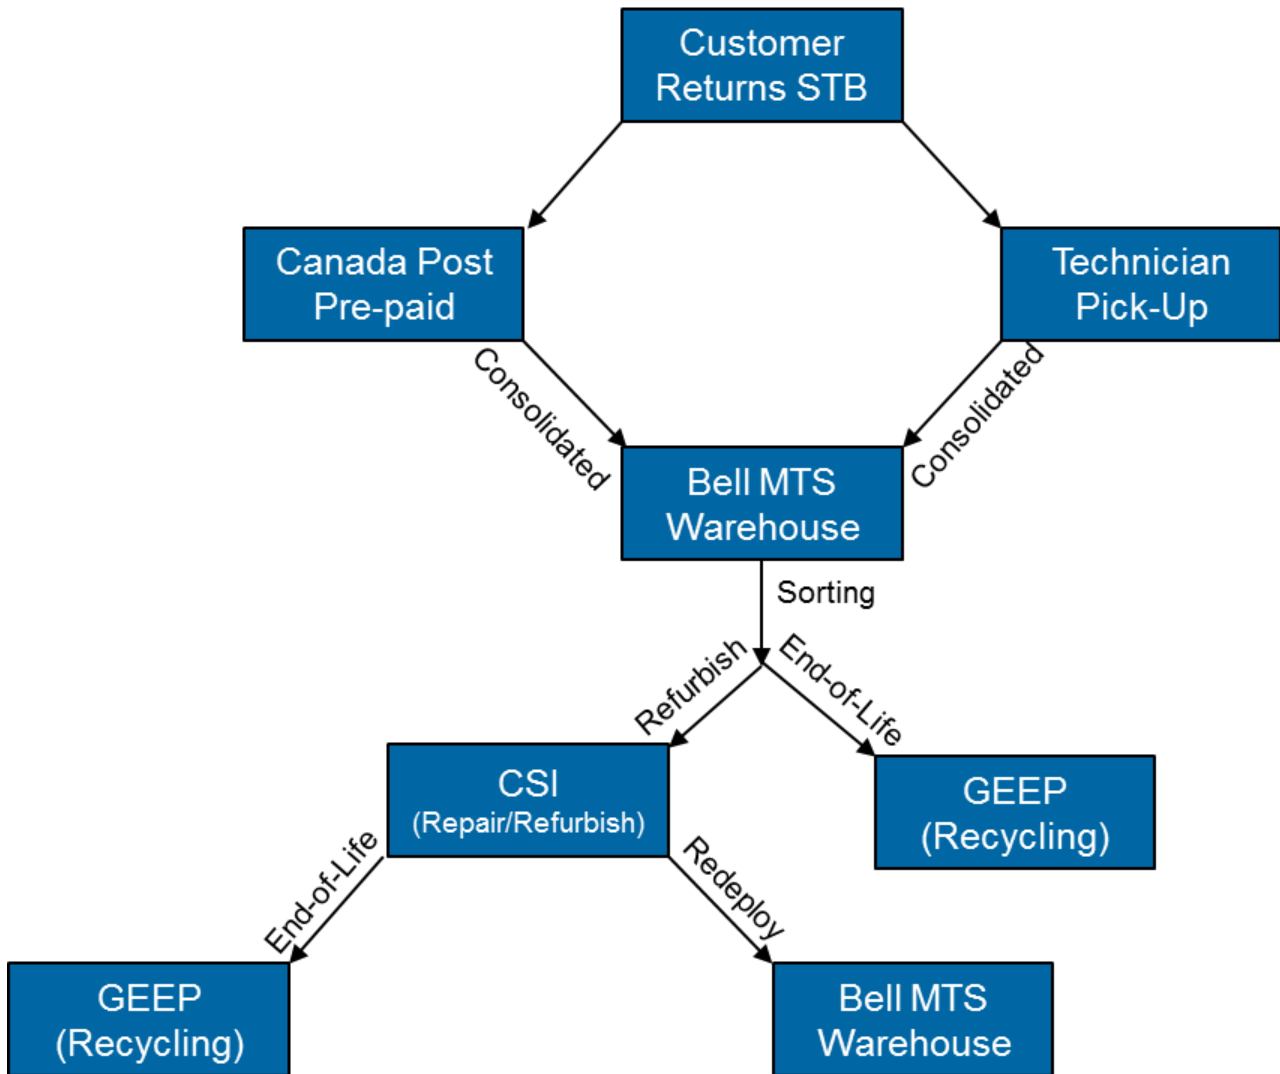 Customer
Returns STB
Canada Post
Pre-paid
Technician
Pick-Up
Consolidated
Consolidated
Bell MTS
Warehouse
Sorting
Refurbish
End-of-Life
CSI
(Repair/Refurbish)
GEEP
(Recycling)
End-of-Life
Redeploy
GEEP
(Recycling)
Bell MTS
Warehouse